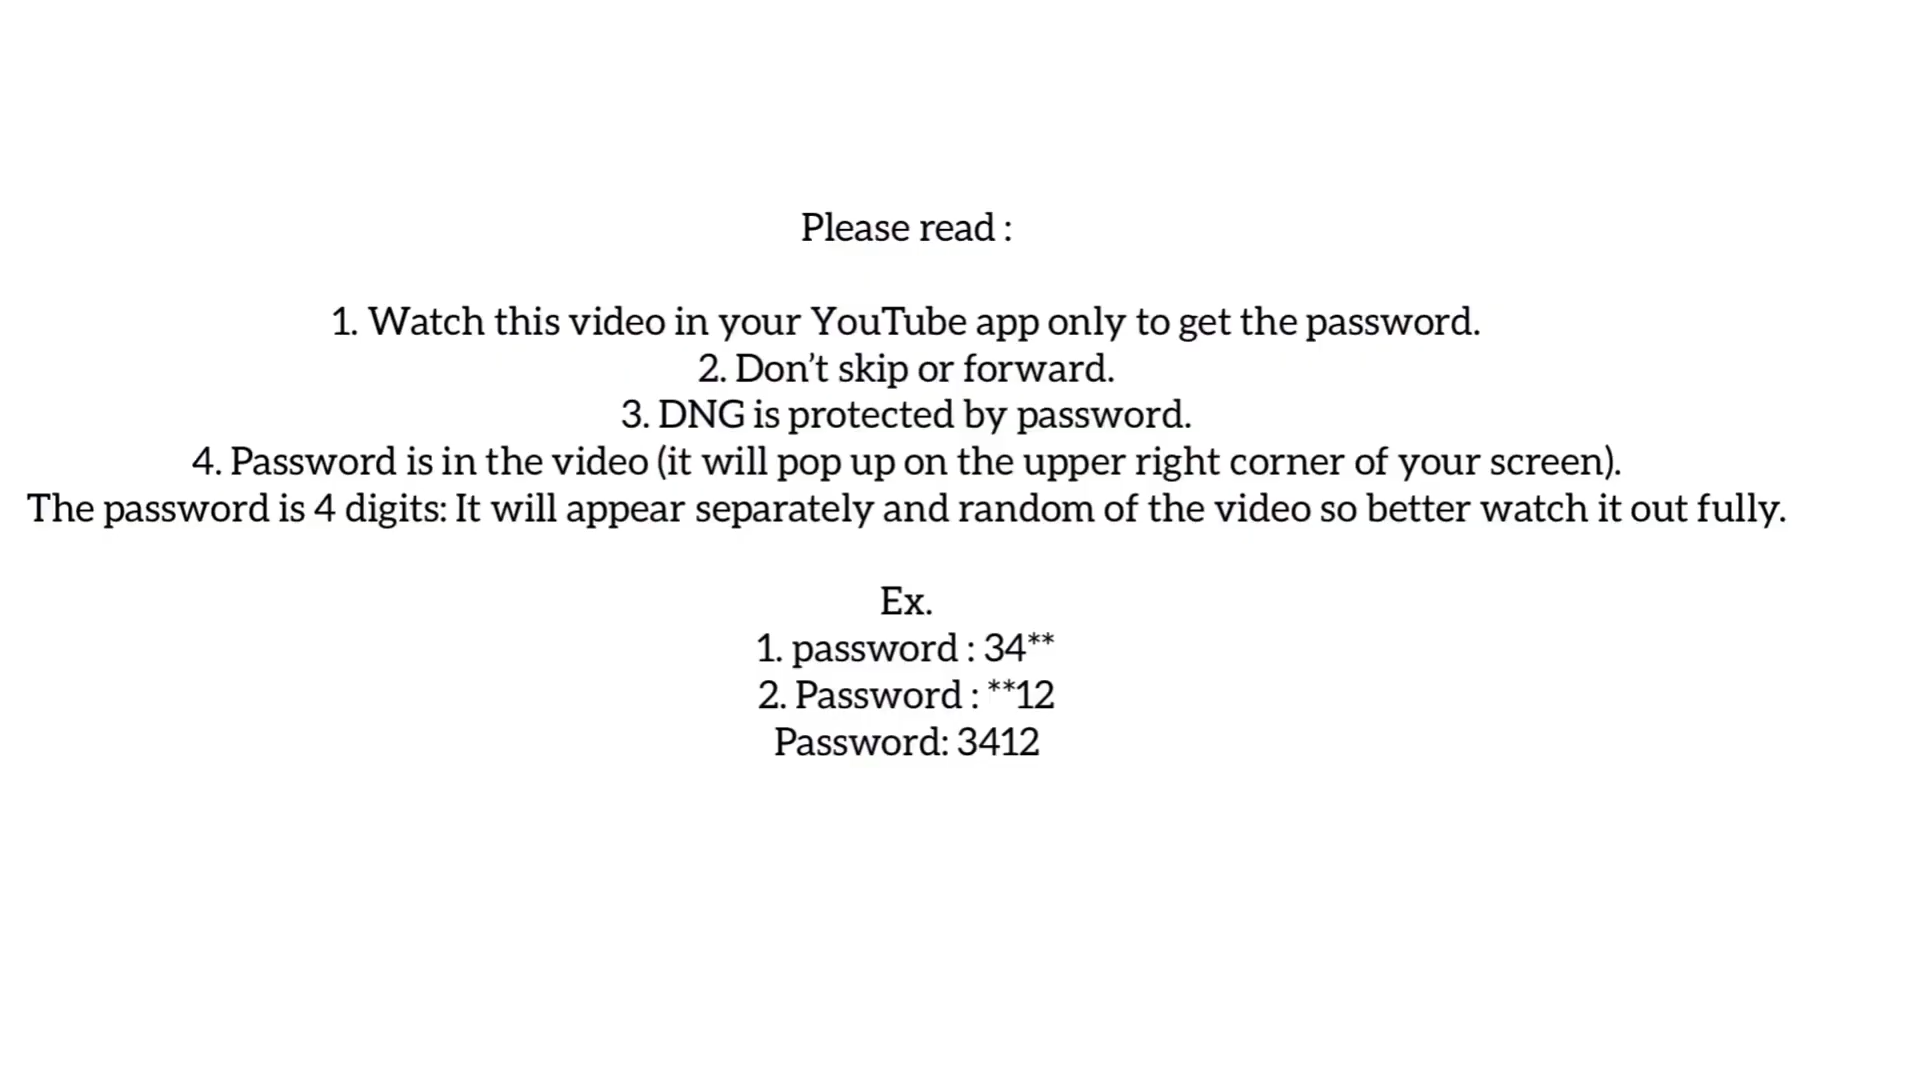 Please read :
1. Watch this video in your YouTube app only to get the password.
2. Don’t skip or forward.
3. DNG is protected by password.
4. Password is in the video (it will pop up on the upper right corner of your screen).
The password is 4 digits: It will appear separately and random of the video so better watch it out fully.
Ex.
1. password : 34**
2. Password : **12
Password: 3412